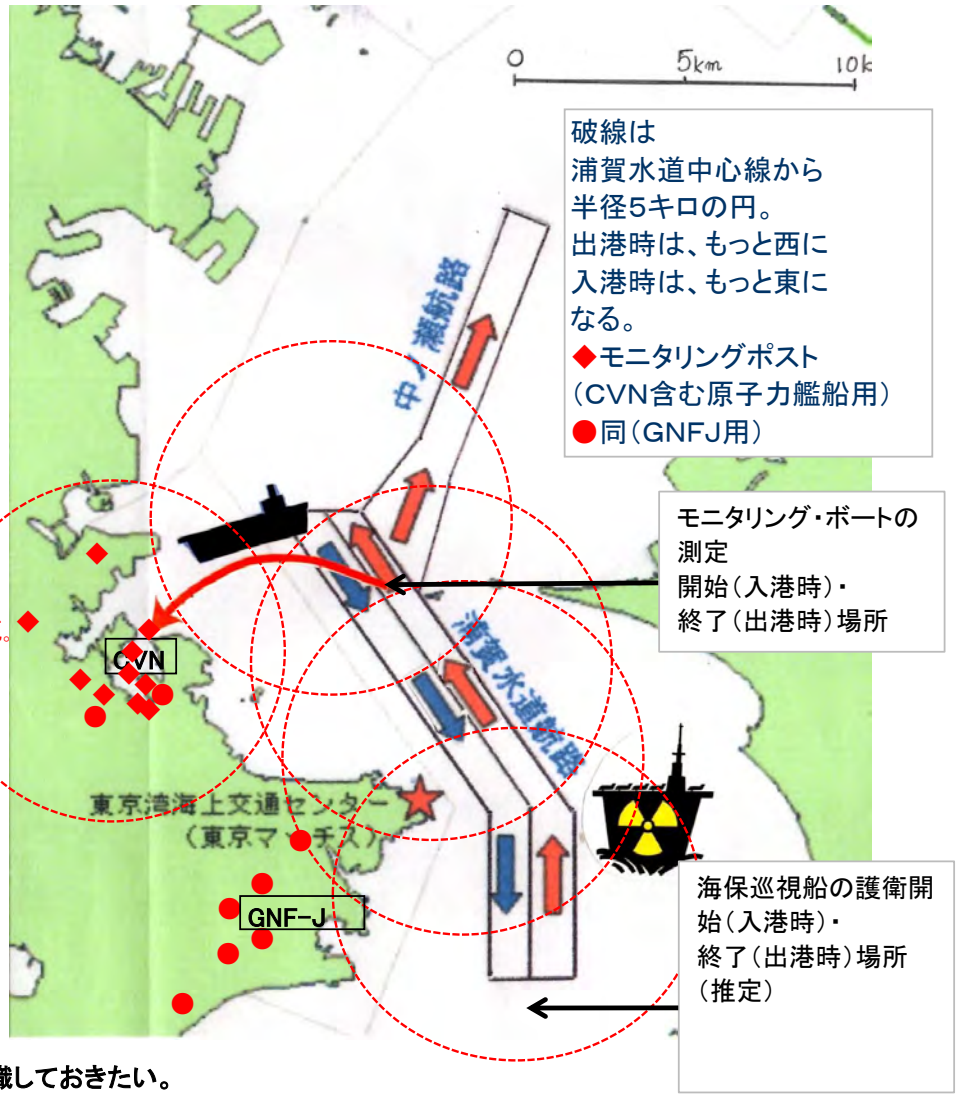 0 5km 10k
破線は
浦賀水道中心線から
半径5キロの円。
出港時は、もっと西に
入港時は、もっと東に
なる。
◆モニタリングポスト
(CVN含む原子力艦船用)
●同(GNFJ用)
中ノ瀬航路
モニタリング・ボートの
測定
開始(入港時)・
終了(出港時)場所
浦賀水道航路
。
CVN
東京湾海上交通センター
(東京マーチス)
GNF-J
海保巡視船の護衛開
始(入港時)・
終了(出港時)場所
(推定)
識しておきたい。